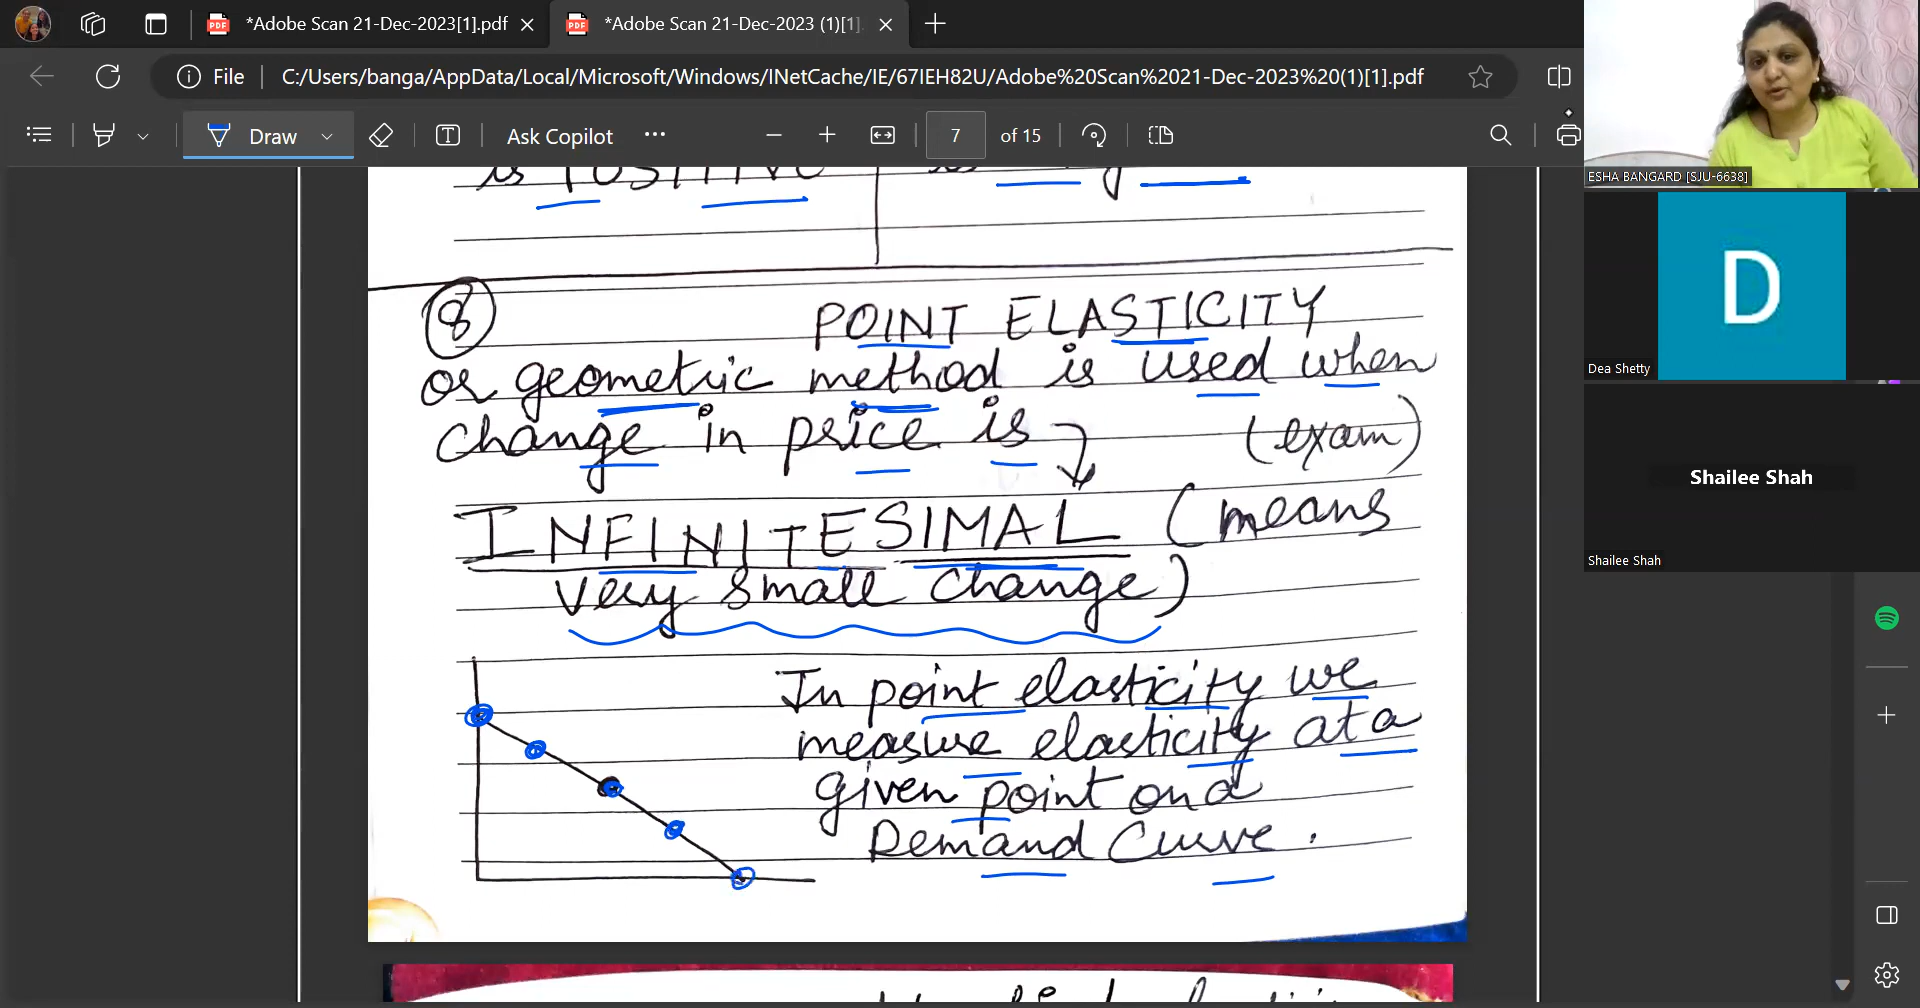 *Adobe Scan 21-Dec-2023[1].pdf
*Adobe Scan 21-Dec-2023 (1)[1].
File
C:/Users/banga/AppData/Local/Microsoft/Windows/INetCache/IE/67IEH82U/Adobe%20Scan%2021-Dec-2023%20(1)[1].pdf
Draw
Ask Copilot
7 of 15
ESHA BANGARD [SJU-6638]
D
Dea Shetty
Shailee Shah
Shailee Shah
is POSITIVE
8
POINT ELASTICITY
or geometric method is used when
change in price is (exam)
INFINITESIMAL (means
very small change)
In point elasticity we
measure elasticity at a
given point on a
Demand Curve.